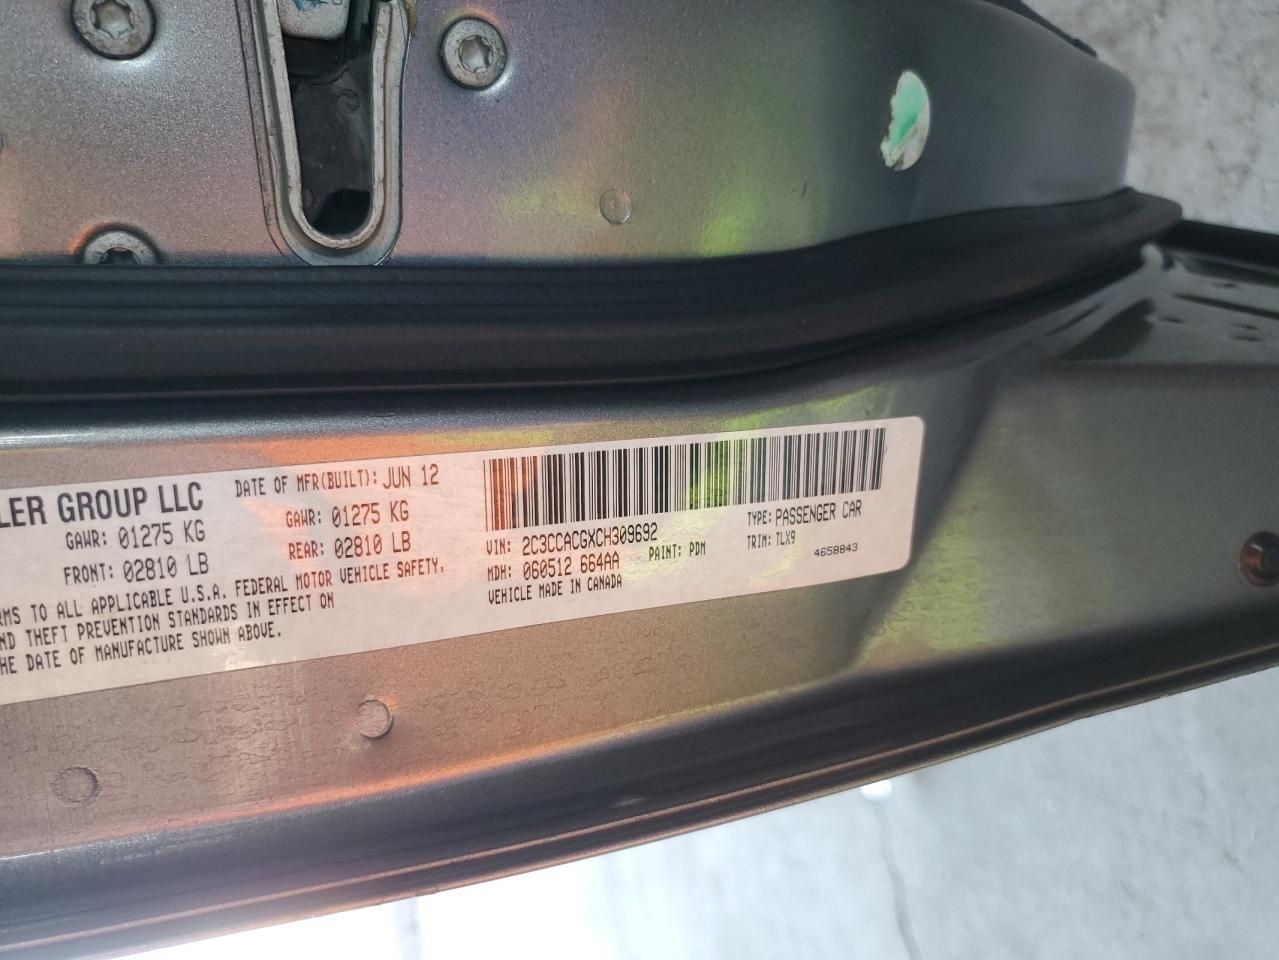 LER GROUP LLC
DATE OF MFR(BUILT): JUN 12
GAWR: 01275 KG
GAWR: 01275 KG
FRONT: 02810 LB
REAR: 02810 LB
RMS TO ALL APPLICABLE U.S.A. FEDERAL MOTOR VEHICLE SAFETY,
ND THEFT PREVENTION STANDARDS IN EFFECT ON
HE DATE OF MANUFACTURE SHOWN ABOVE.
VIN: 2C3CCACGXCH309692
TYPE: PASSENGER CAR
MDH: 060512 664AA
PAINT: PDM
TRIM: TLX9
VEHICLE MADE IN CANADA
4658843